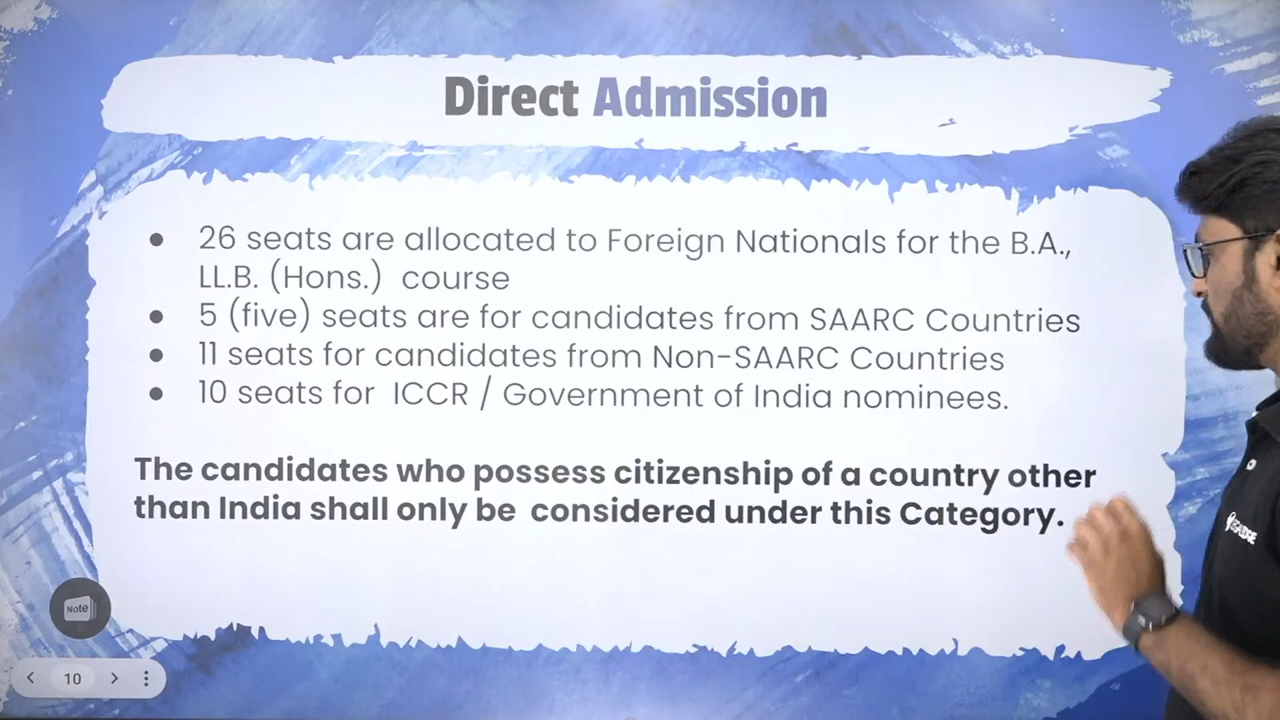 Direct Admission
● 26 seats are allocated to Foreign Nationals for the B.A.,
LL.B. (Hons.) course
● 5 (five) seats are for candidates from SAARC Countries
● 11 seats for candidates from Non-SAARC Countries
● 10 seats for ICCR / Government of India nominees.
The candidates who possess citizenship of a country other
than India shall only be considered under this Category.
Note
10